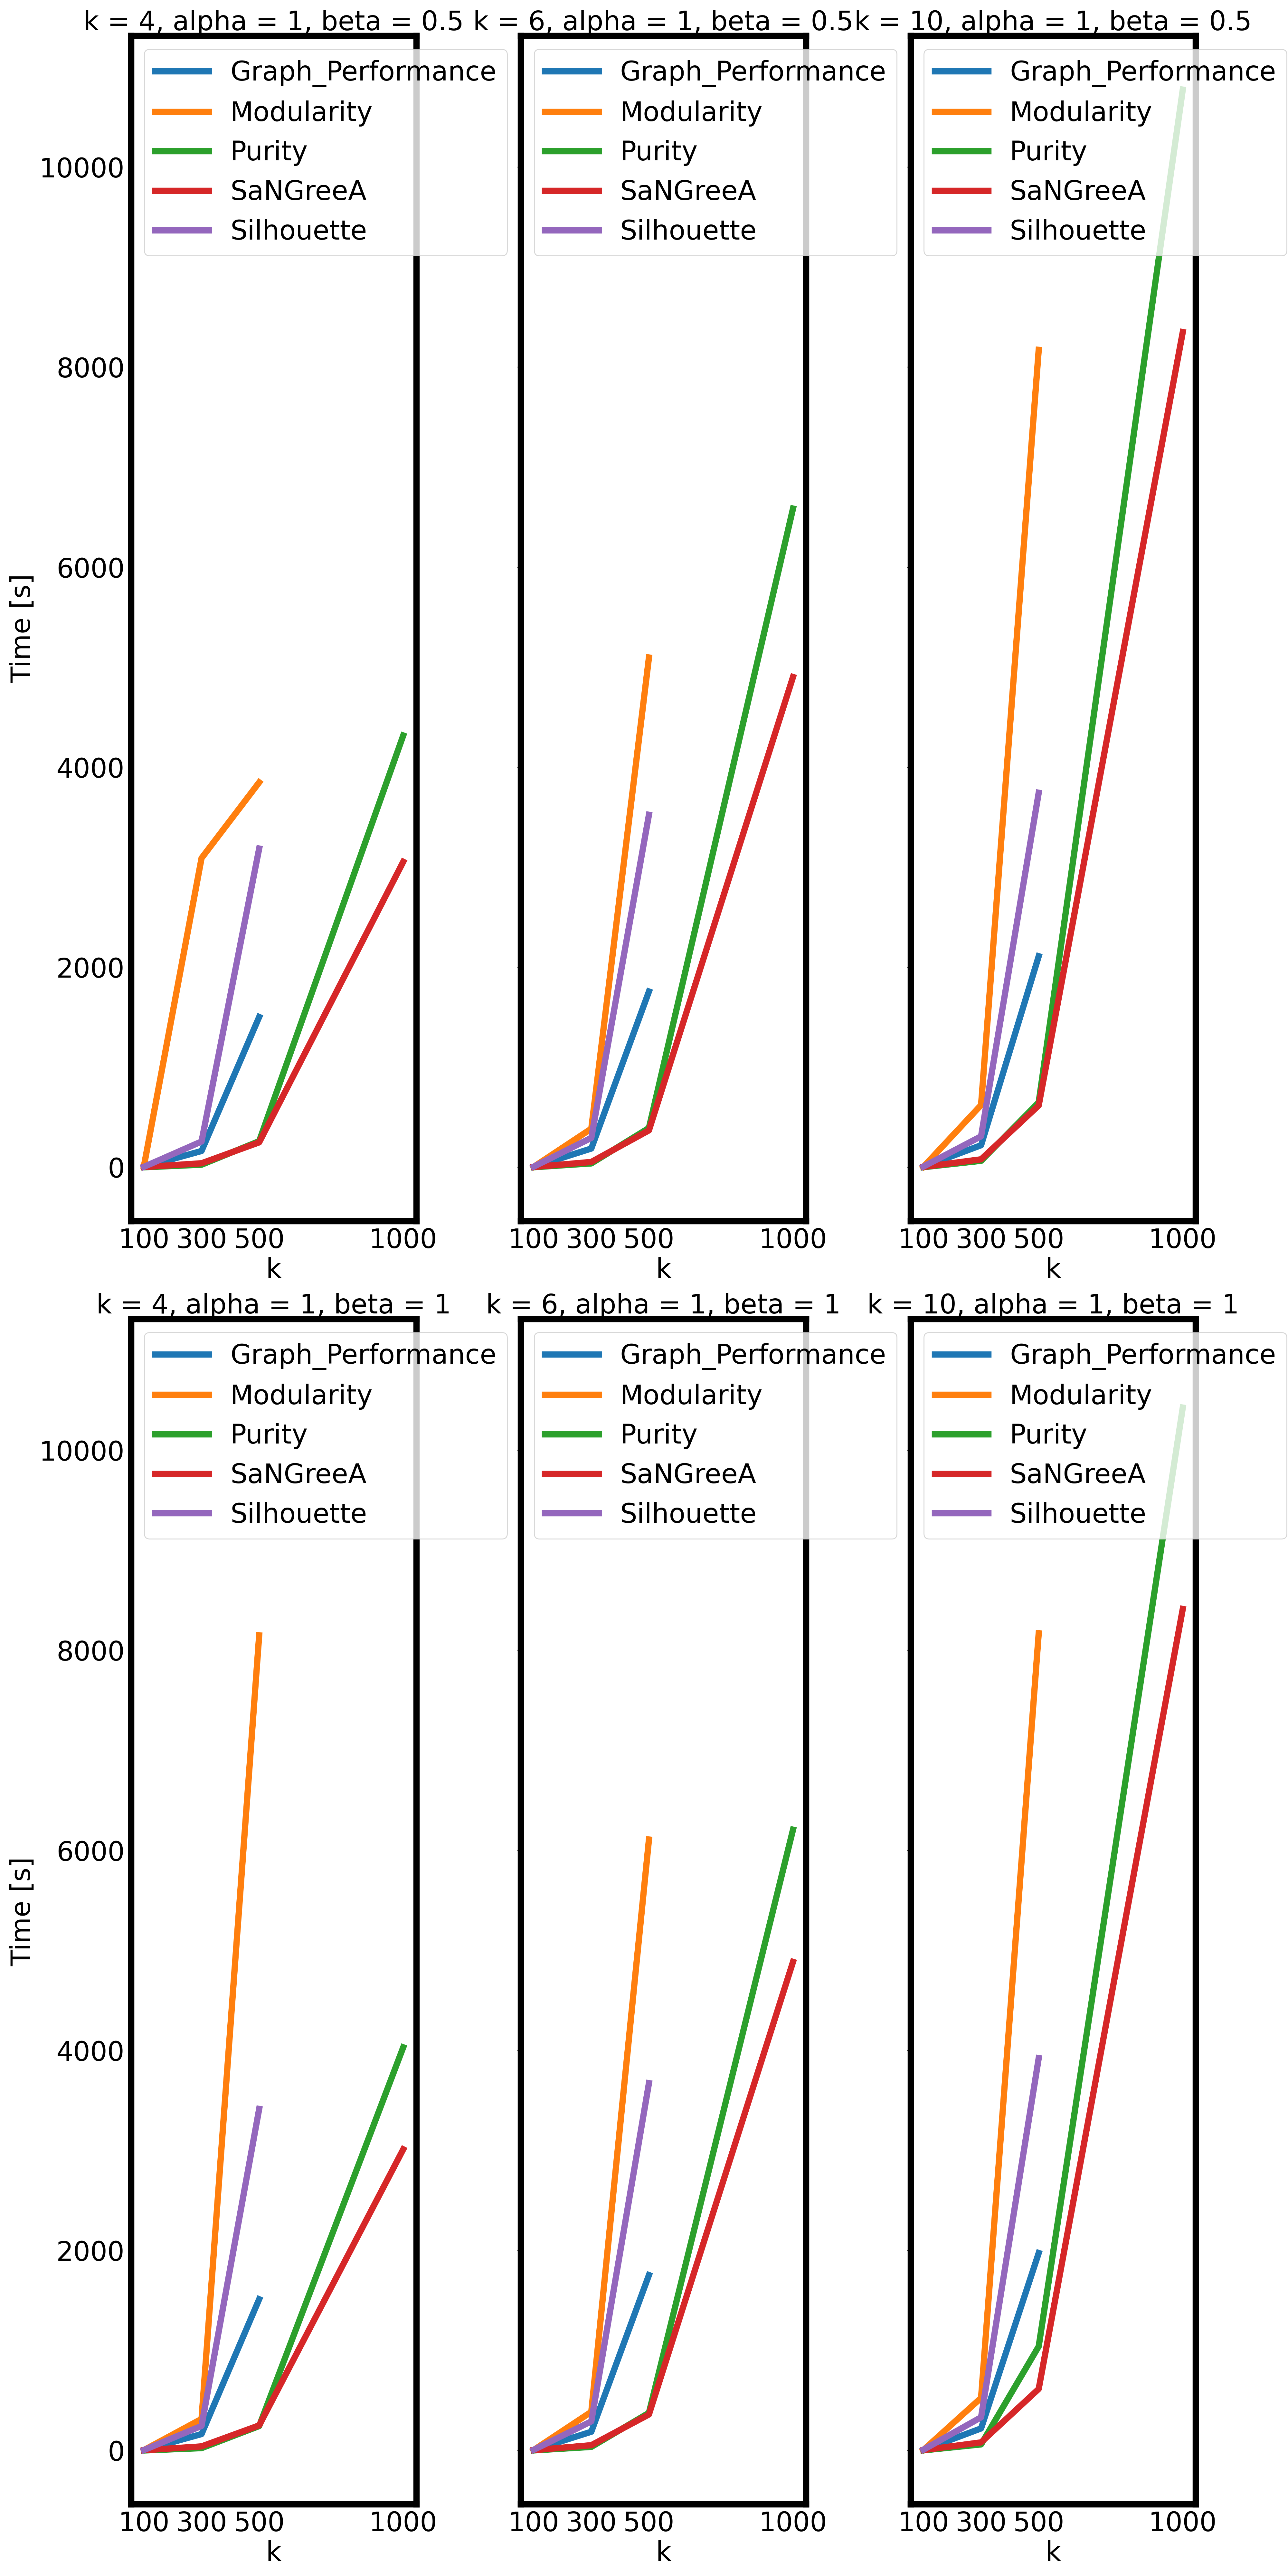 k = 4, alpha = 1, beta = 0.5
k = 6, alpha = 1, beta = 0.5
k = 10, alpha = 1, beta = 0.5
Graph_Performance
Modularity
Purity
SaNGreeA
Silhouette
Graph_Performance
Modularity
Purity
SaNGreeA
Silhouette
Graph_Performance
Modularity
Purity
SaNGreeA
Silhouette
10000
8000
6000
4000
2000
0
Time [s]
100 300 500 1000
100 300 500 1000
100 300 500 1000
k
k
k
k = 4, alpha = 1, beta = 1
k = 6, alpha = 1, beta = 1
k = 10, alpha = 1, beta = 1
Graph_Performance
Modularity
Purity
SaNGreeA
Silhouette
Graph_Performance
Modularity
Purity
SaNGreeA
Silhouette
Graph_Performance
Modularity
Purity
SaNGreeA
Silhouette
10000
8000
6000
4000
2000
0
Time [s]
100 300 500 1000
100 300 500 1000
100 300 500 1000
k
k
k